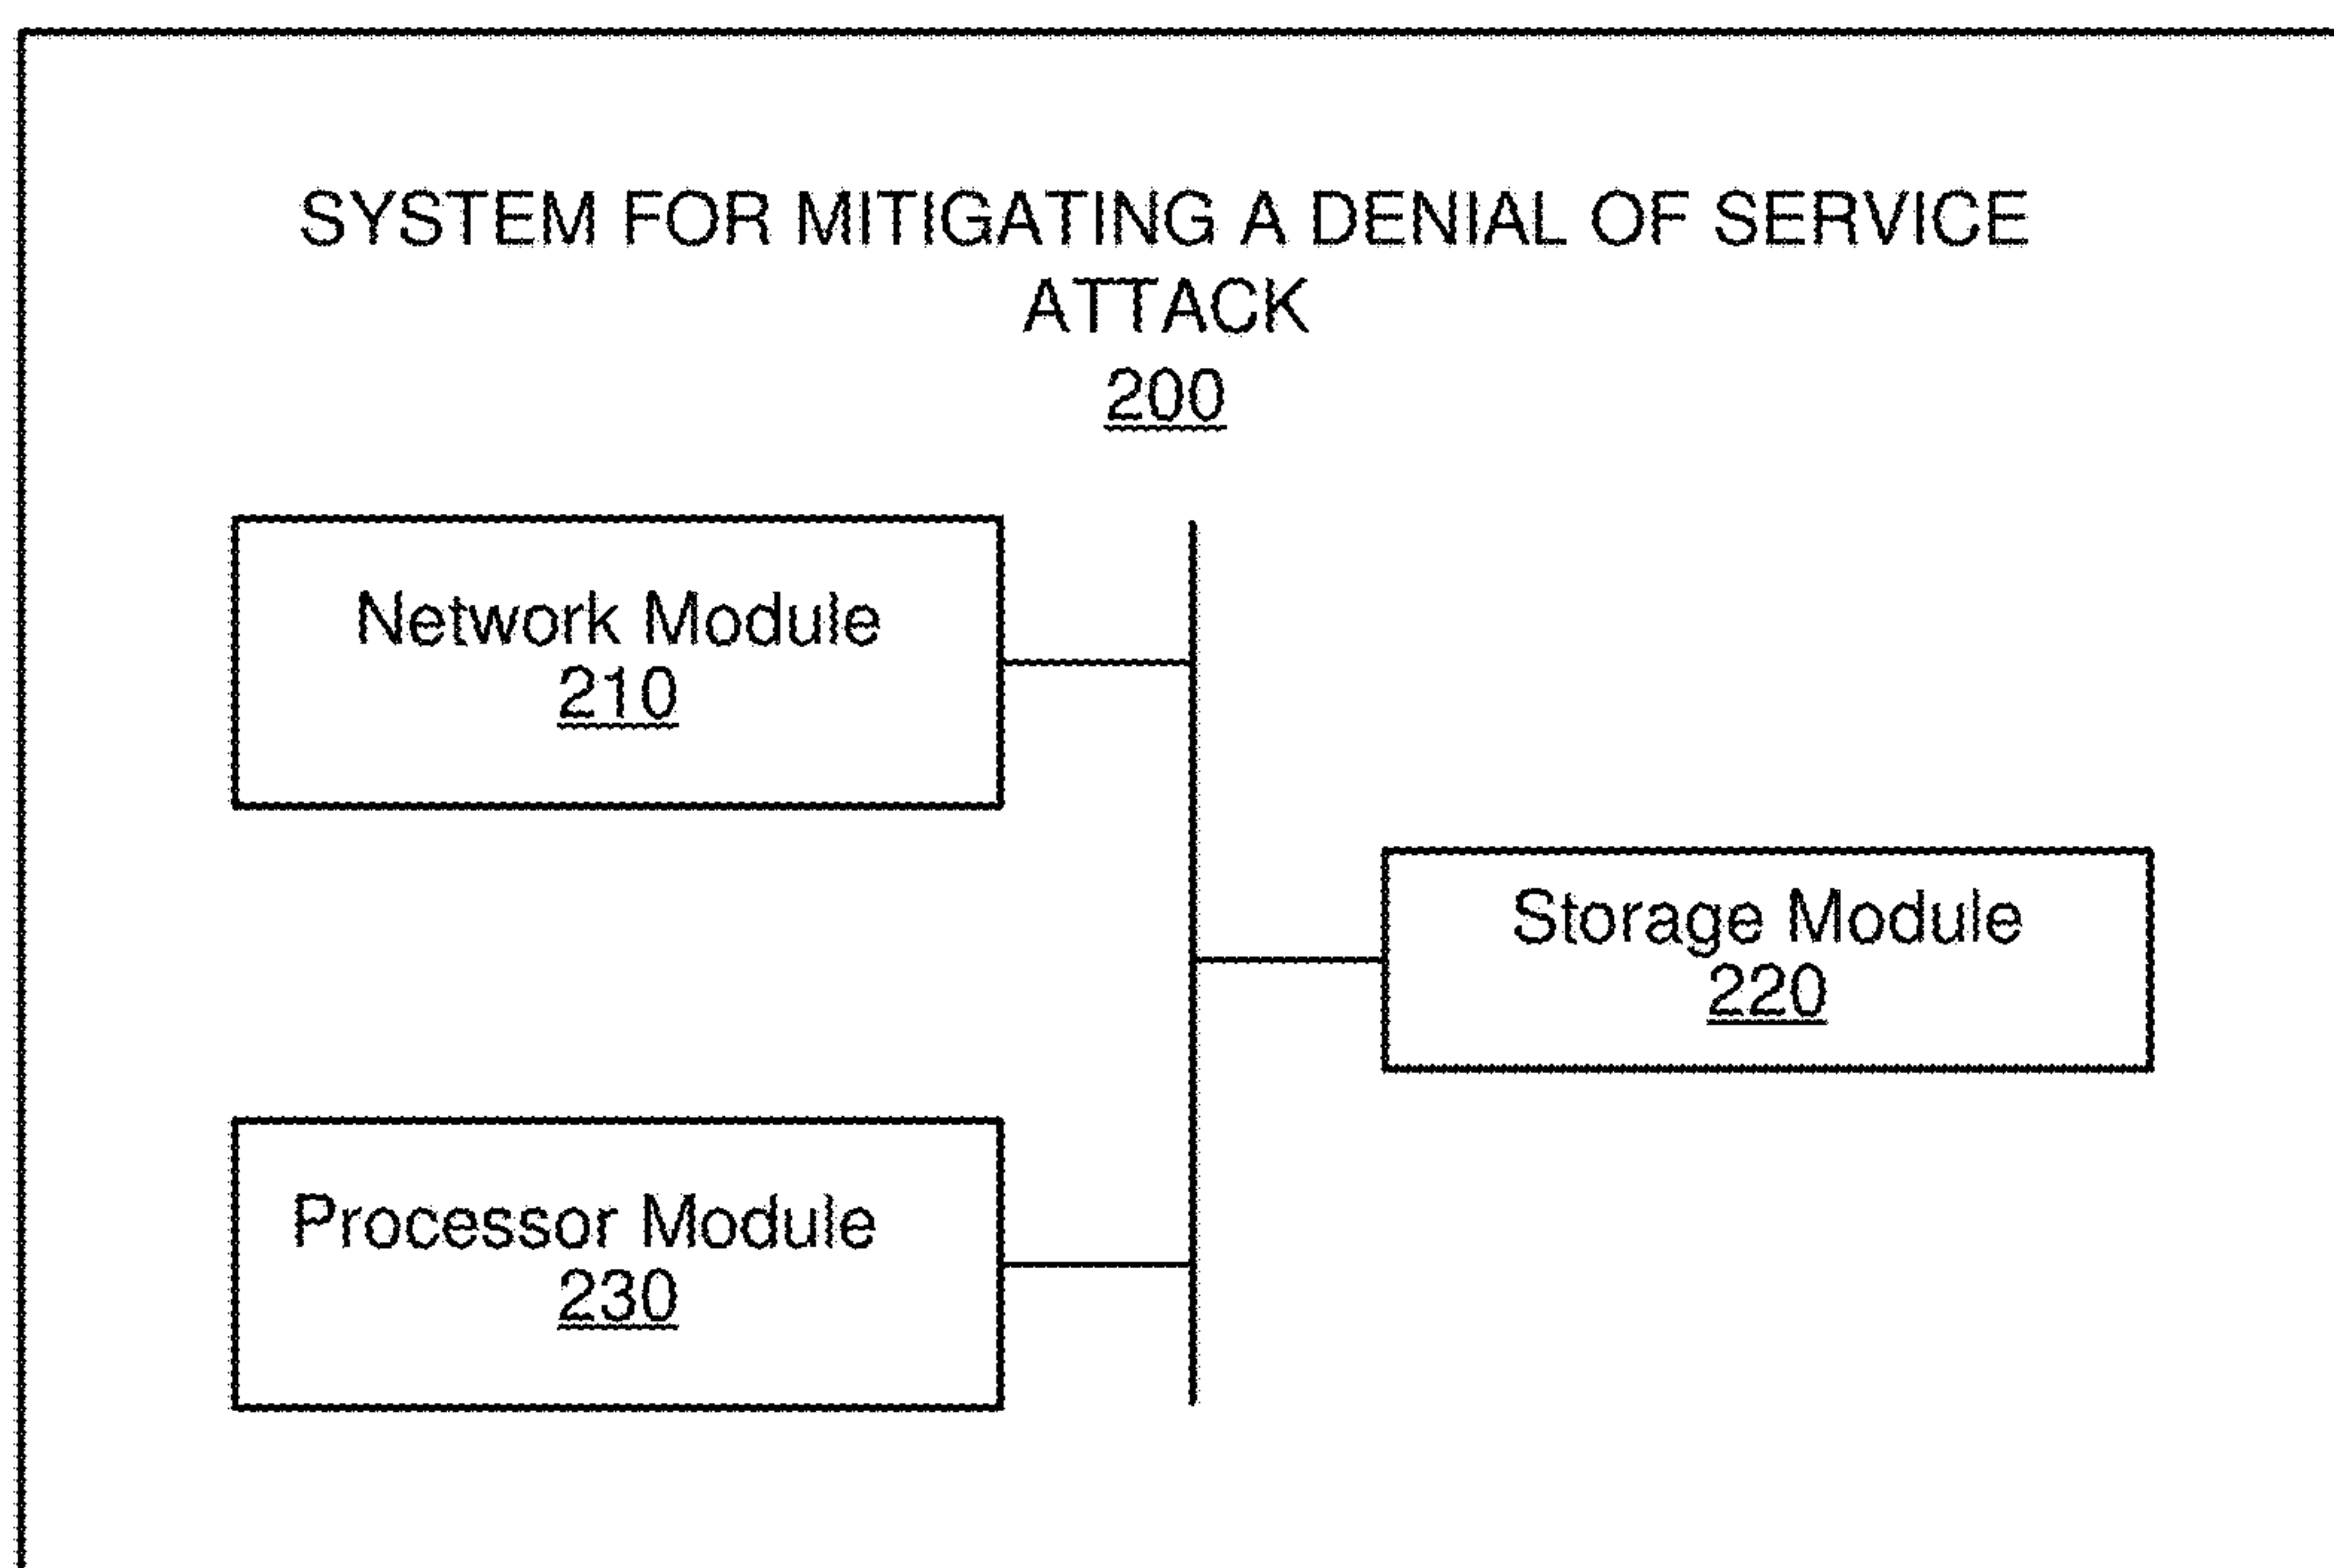 SYSTEM FOR MITIGATING A DENIAL OF SERVICE
ATTACK
200
Network Module
210
Storage Module
220
Processor Module
230